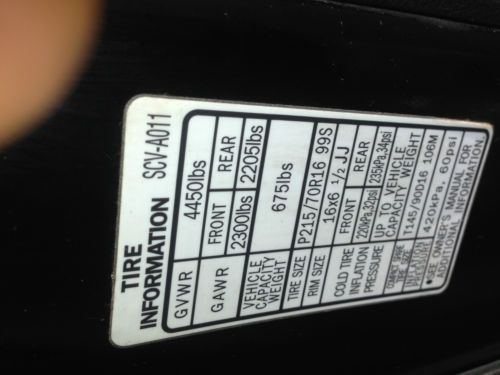 TIRE
INFORMATION SCV-A011
GVWR 4450lbs
GAWR FRONT REAR
2300lbs 2205lbs
VEHICLE
CAPACITY
WEIGHT 675lbs
TIRE SIZE P215/70R16 99S
RIM SIZE 16x6 1/2 JJ
COLD TIRE
INFLATION
PRESSURE FRONT REAR
220kPa,32psi 235kPa,34psi
UP TO VEHICLE
CAPACITY WEIGHT
T145/90D16 106M
420kPa, 60psi
•SEE OWNER'S MANUAL FOR
ADDITIONAL INFORMATION